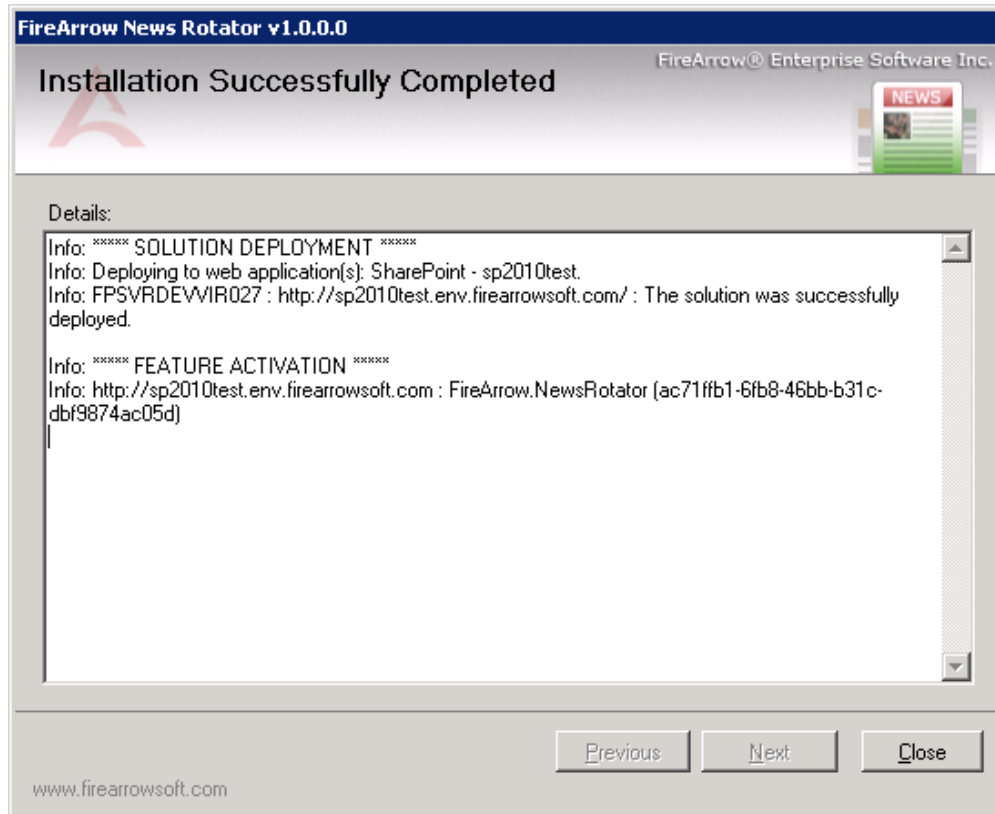 FireArrow News Rotator v1.0.0.0
FireArrow® Enterprise Software Inc.
Installation Successfully Completed
NEWS
Details:
Info: ***** SOLUTION DEPLOYMENT *****
Info: Deploying to web application(s): SharePoint - sp2010test.
Info: FPSVRDEVVIR027 : http://sp2010test.env.firearrowsoft.com/ : The solution was successfully
deployed.
Info: ***** FEATURE ACTIVATION *****
Info: http://sp2010test.env.firearrowsoft.com : FireArrow.NewsRotator (ac71ffb1-6fb8-46bb-b31c-
dbf9874ac05d)
Previous Next Close
www.firearrowsoft.com